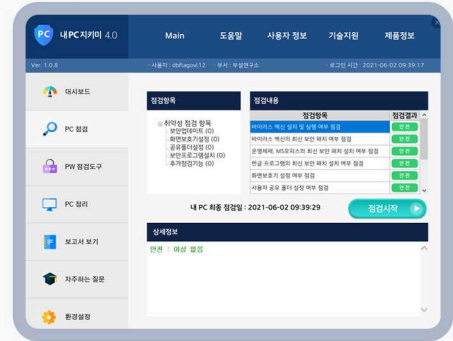 PC 내PC지키미 4.0
Main 도움말 사용자 정보 기술지원 제품정보
Ver. 1.0.8 · 사용자 : dbflagovi12 · 부서 : 부설연구소 · 로그인 시간 : 2021-06-02 09:39:17
대시보드
PC 점검
PW 점검도구
PC 정리
보고서 보기
자주하는 질문
환경설정
점검항목
취약성 점검 항목
보안업데이트 (0)
화면보호기설정 (0)
공유폴더설정 (0)
보안프로그램설치 (0)
추가점검기능 (0)
점검내용
점검항목 점검결과
바이러스 백신 설치 및 실행 여부 점검 안전
바이러스 백신의 최신 보안 패치 여부 점검 안전
운영체제, MS오피스의 최신 보안 패치 설치 여부 점검 안전
한글 프로그램의 최신 보안 패치 설치 여부 점검 안전
화면보호기 설정 여부 점검 안전
사용자 공유 폴더 설정 여부 점검 안전
내 PC 최종 점검일 : 2021-06-02 09:39:29
점검시작
상세정보
안전 : 이상 없음